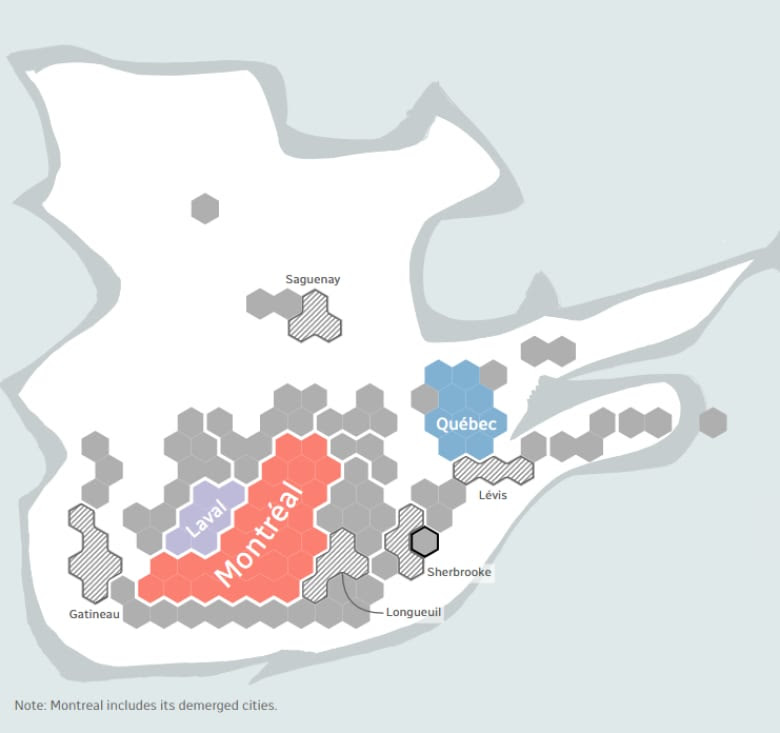 Saguenay
Québec
Lévis
Laval
Montréal
Sherbrooke
Gatineau
Longueuil
Note: Montreal includes its demerged cities.